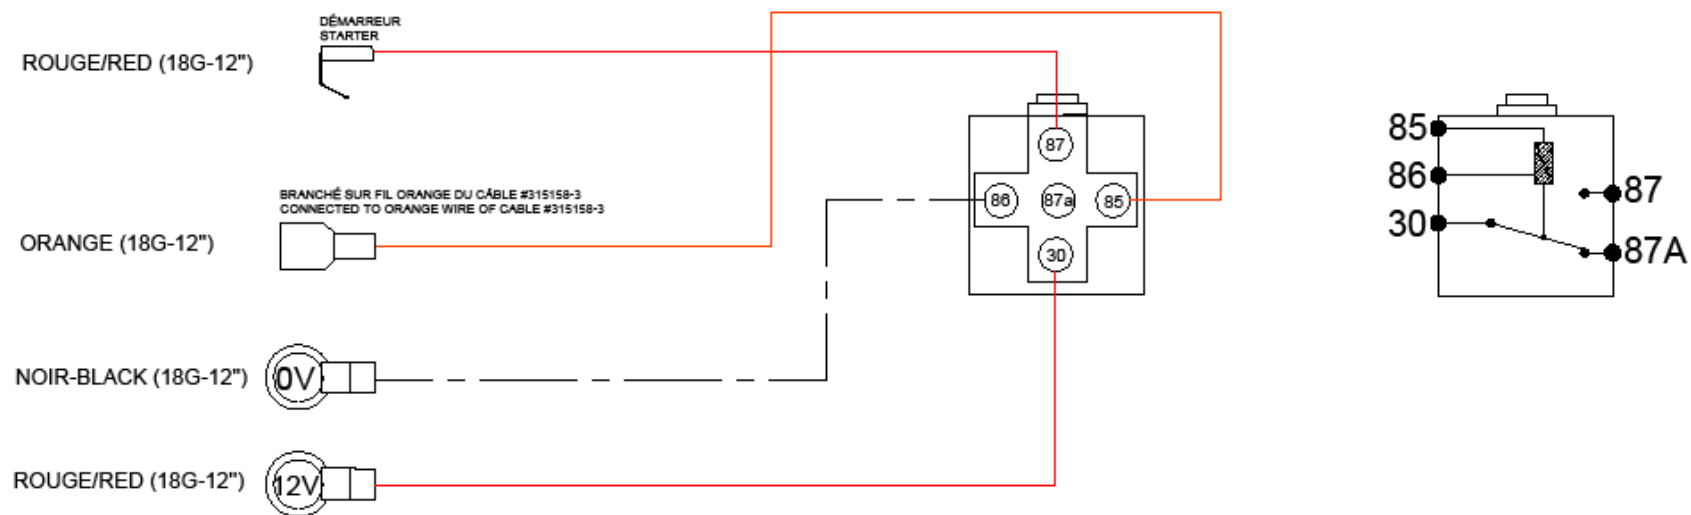 DÉMARREUR
STARTER
ROUGE/RED (18G-12")
BRANCHÉ SUR FIL ORANGE DU CÂBLE #315158-3
CONNECTED TO ORANGE WIRE OF CABLE #315158-3
ORANGE (18G-12")
NOIR-BLACK (18G-12")
0V
ROUGE/RED (18G-12")
12V
87
86
87a
85
30
85
86
30
87
87A